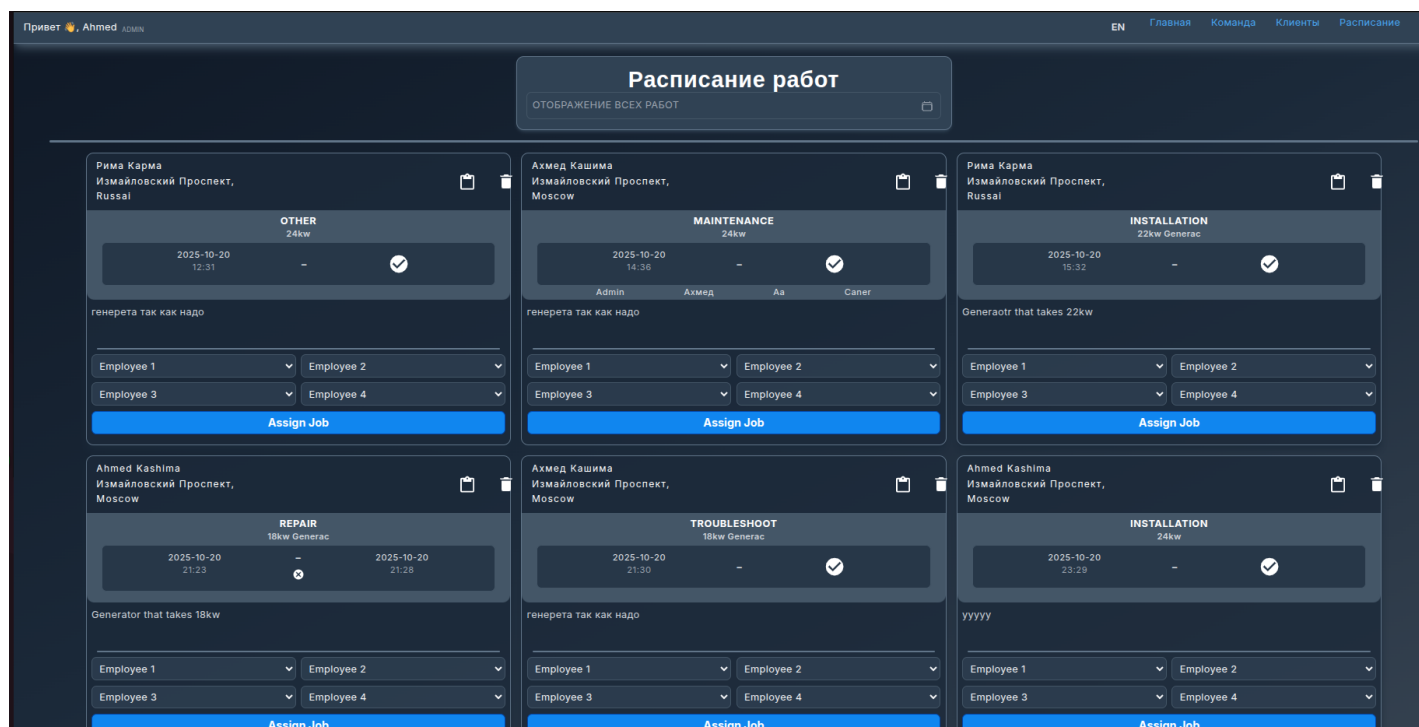 Привет 👋, Ahmed ADMIN
EN Главная Команда Клиенты Расписание
Расписание работ
ОТОБРАЖЕНИЕ ВСЕХ РАБОТ
Рима Карма
Измайловский Проспект,
Russai
OTHER
24kw
2025-10-20
12:31
–
генерета так как надо
Employee 1 Employee 2
Employee 3 Employee 4
Assign Job
Ахмед Кашима
Измайловский Проспект,
Moscow
MAINTENANCE
24kw
2025-10-20
14:36
–
Admin Ахмед Aa Caner
генерета так как надо
Employee 1 Employee 2
Employee 3 Employee 4
Assign Job
Рима Карма
Измайловский Проспект,
Russai
INSTALLATION
22kw Generac
2025-10-20
15:32
–
Generaotr that takes 22kw
Employee 1 Employee 2
Employee 3 Employee 4
Assign Job
Ahmed Kashima
Измайловский Проспект,
Moscow
REPAIR
18kw Generac
2025-10-20 – 2025-10-20
21:23 21:28
Generator that takes 18kw
Employee 1 Employee 2
Employee 3 Employee 4
Assign Job
Ахмед Кашима
Измайловский Проспект,
Moscow
TROUBLESHOOT
18kw Generac
2025-10-20
21:30
–
генерета так как надо
Employee 1 Employee 2
Employee 3 Employee 4
Assign Job
Ahmed Kashima
Измайловский Проспект,
Moscow
INSTALLATION
24kw
2025-10-20
23:29
–
yyyyy
Employee 1 Employee 2
Employee 3 Employee 4
Assign Job